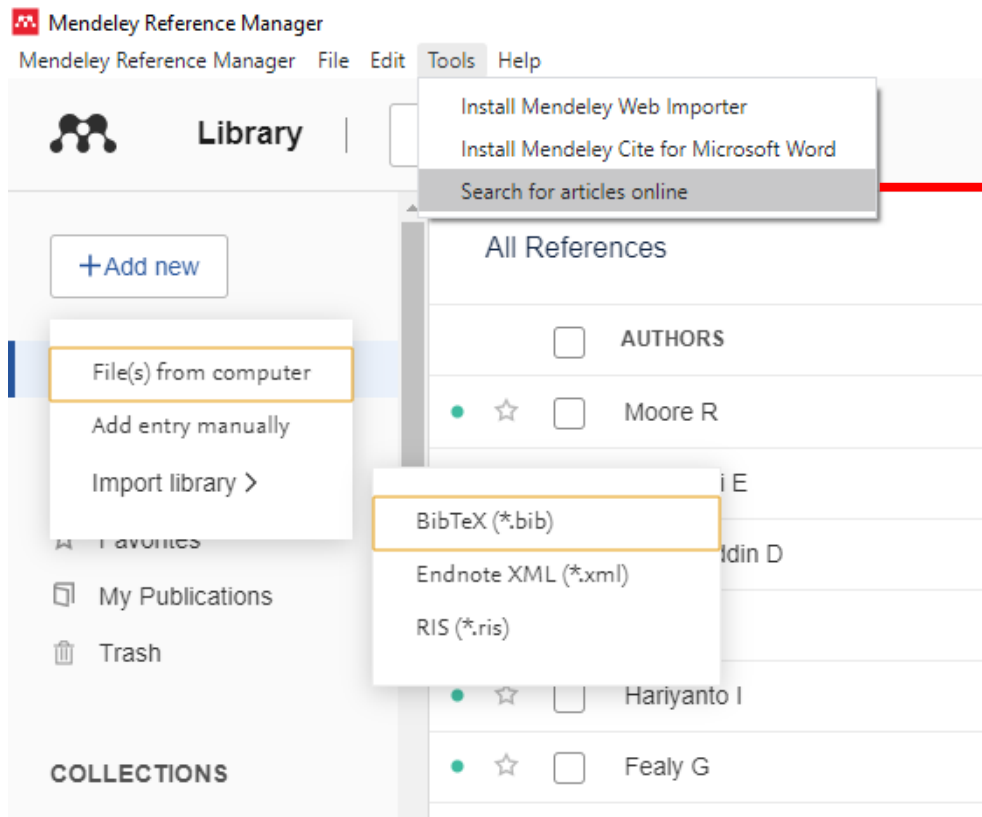 Mendeley Reference Manager
Mendeley Reference Manager File Edit Tools Help
Install Mendeley Web Importer
Install Mendeley Cite for Microsoft Word
Search for articles online
Library
+Add new
File(s) from computer
Add entry manually
Import library >
BibTeX (*.bib)
Endnote XML (*.xml)
RIS (*.ris)
Favorites
My Publications
Trash
COLLECTIONS
All References
AUTHORS
Moore R
i E
ddin D
Hariyanto I
Fealy G